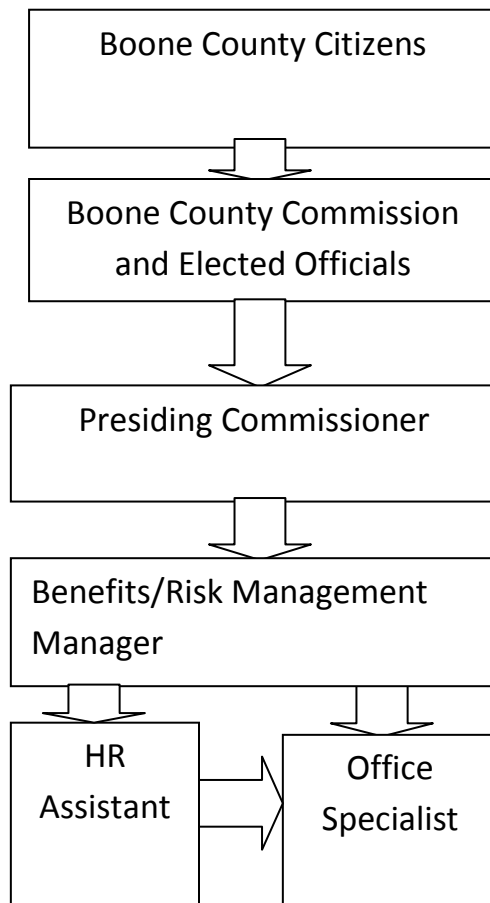 Boone County Citizens
Boone County Commission
and Elected Officials
Presiding Commissioner
Benefits/Risk Management
Manager
HR
Assistant
Office
Specialist